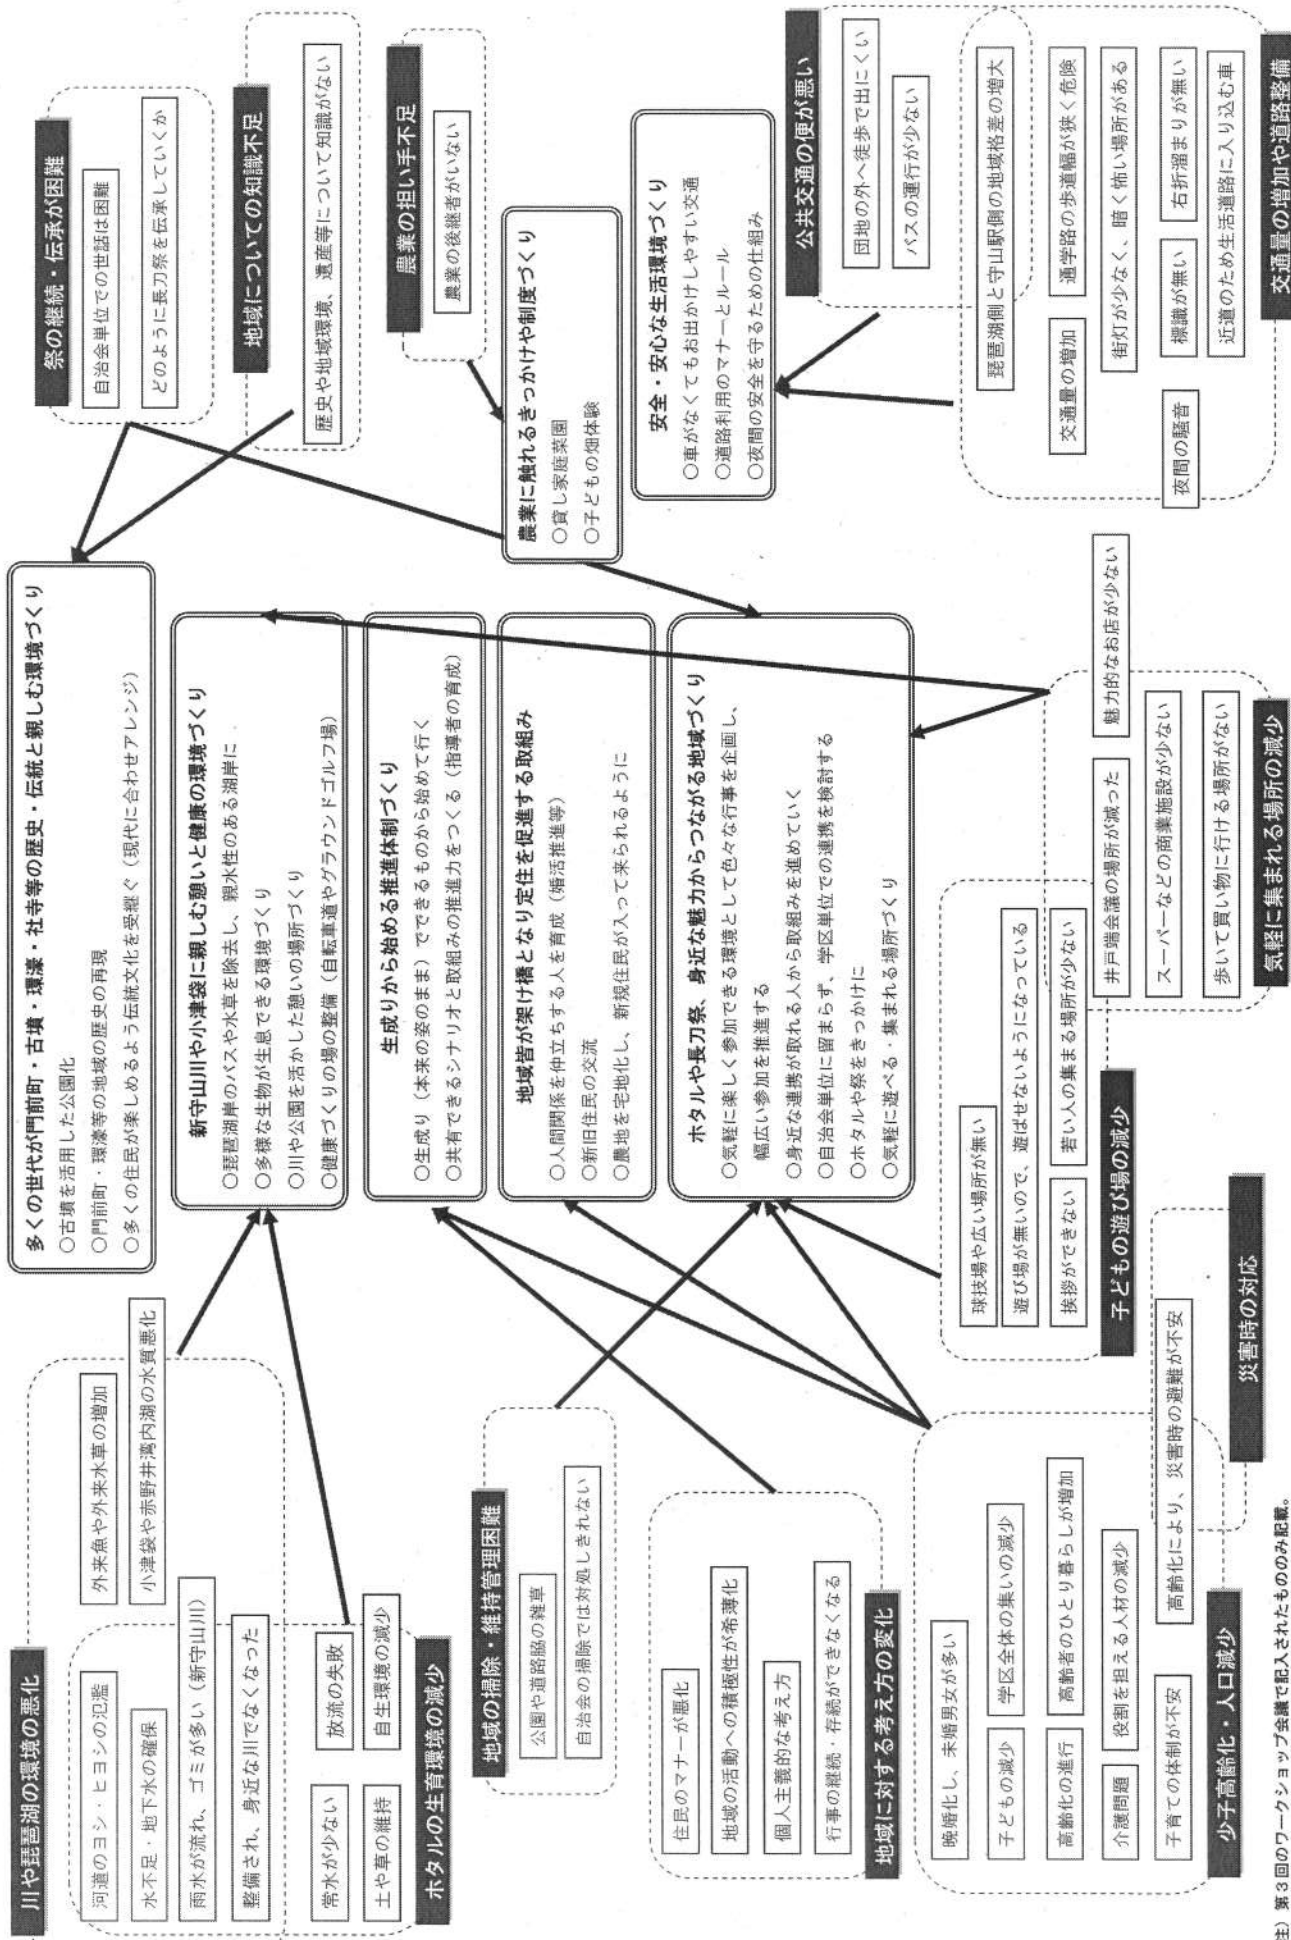 川や琵琶湖の環境の悪化
河道のヨシ・ヒヨシの氾濫
水不足・地下水の確保
雨水が流れ、ゴミが多い（新守山川）
整備され、身近な川でなくなった
外来魚や外来水草の増加
小津袋や赤野井湾内湖の水質悪化
常水が少ない
放流の失敗
土や草の維持
自生環境の減少
ホタルの生育環境の減少
地域の掃除・維持管理困難
公園や道路脇の雑草
自治会の掃除では対処しきれない
住民のマナーが悪化
地域の活動への積極性が希薄化
個人主義的な考え方
行事の継続・存続ができなくなる
地域に対する考え方の変化
晩婚化し、未婚男女が多い
子どもの減少
学区全体の集いの減少
高齢化の進行
高齢者のひとり暮らしが増加
介護問題
役割を担える人材の減少
子育ての体制が不安
高齢化により、災害時の避難が不安
少子高齢化・人口減少
災害時の対応
多くの世代が門前町・古墳・環濠・社寺等の歴史・伝統と親しむ環境づくり
○古墳を活用した公園化
○門前町・環濠等の地域の歴史の再現
○多くの住民が楽しめるよう伝統文化を受継ぐ（現代に合わせアレンジ）
新守山川や小津袋に親しむ憩いと健康の環境づくり
○琵琶湖岸のバスや水草を除去し、親水性のある湖岸に
○多様な生物が生息できる環境づくり
○川や公園を活かした憩いの場所づくり
○健康づくりの場の整備（自転車道やグラウンドゴルフ場）
生成りから始める推進体制づくり
○生成り（本来の姿のまま）でできるものから始めて行く
○共有できるシナリオと取組みの推進力をつくる（指導者の育成）
地域皆が架け橋となり定住を促進する取組み
○人間関係を仲立ちする人を育成（婚活推進等）
○新旧住民の交流
○農地を宅地化し、新規住民が入って来られるように
ホタルや長刀祭、身近な魅力からつながる地域づくり
○気軽に楽しく参加できる環境として色々な行事を企画し、
幅広い参加を推進する
○身近な連携が取れる人から取組みを進めていく
○自治会単位に留まらず、学区単位での連携を検討する
○ホタルや祭をきっかけに
○気軽に遊べる・集まれる場所づくり
球技場や広い場所が無い
遊び場が無いので、遊ばせないようになっている
挨拶ができない
若い人の集まる場所が少ない
子どもの遊び場の減少
井戸端会議の場所が減った
魅力的なお店が少ない
スーパーなどの商業施設が少ない
歩いて買い物に行ける場所がない
気軽に集まれる場所の減少
祭の継続・伝承が困難
自治会単位での世話は困難
どのように長刀祭を伝承していくか
地域についての知識不足
歴史や地域環境、遺産等について知識がない
農業の担い手不足
農業の後継者がいない
農業に触れるきっかけや制度づくり
○貸し家庭菜園
○子どもの畑体験
安全・安心な生活環境づくり
○車がなくてもお出かけしやすい交通
○道路利用のマナーとルール
○夜間の安全を守るための仕組み
公共交通の便が悪い
団地の外へ徒歩で出にくい
バスの運行が少ない
琵琶湖側と守山駅側の地域格差の増大
交通量の増加
通学路の歩道幅が狭く危険
街灯が少なく、暗く怖い場所がある
夜間の騒音
標識が無い
右折溜まりが無い
近道のため生活道路に入り込む車
交通量の増加や道路整備
注）第３回のワークショップ会議で記入されたもののみ記載。